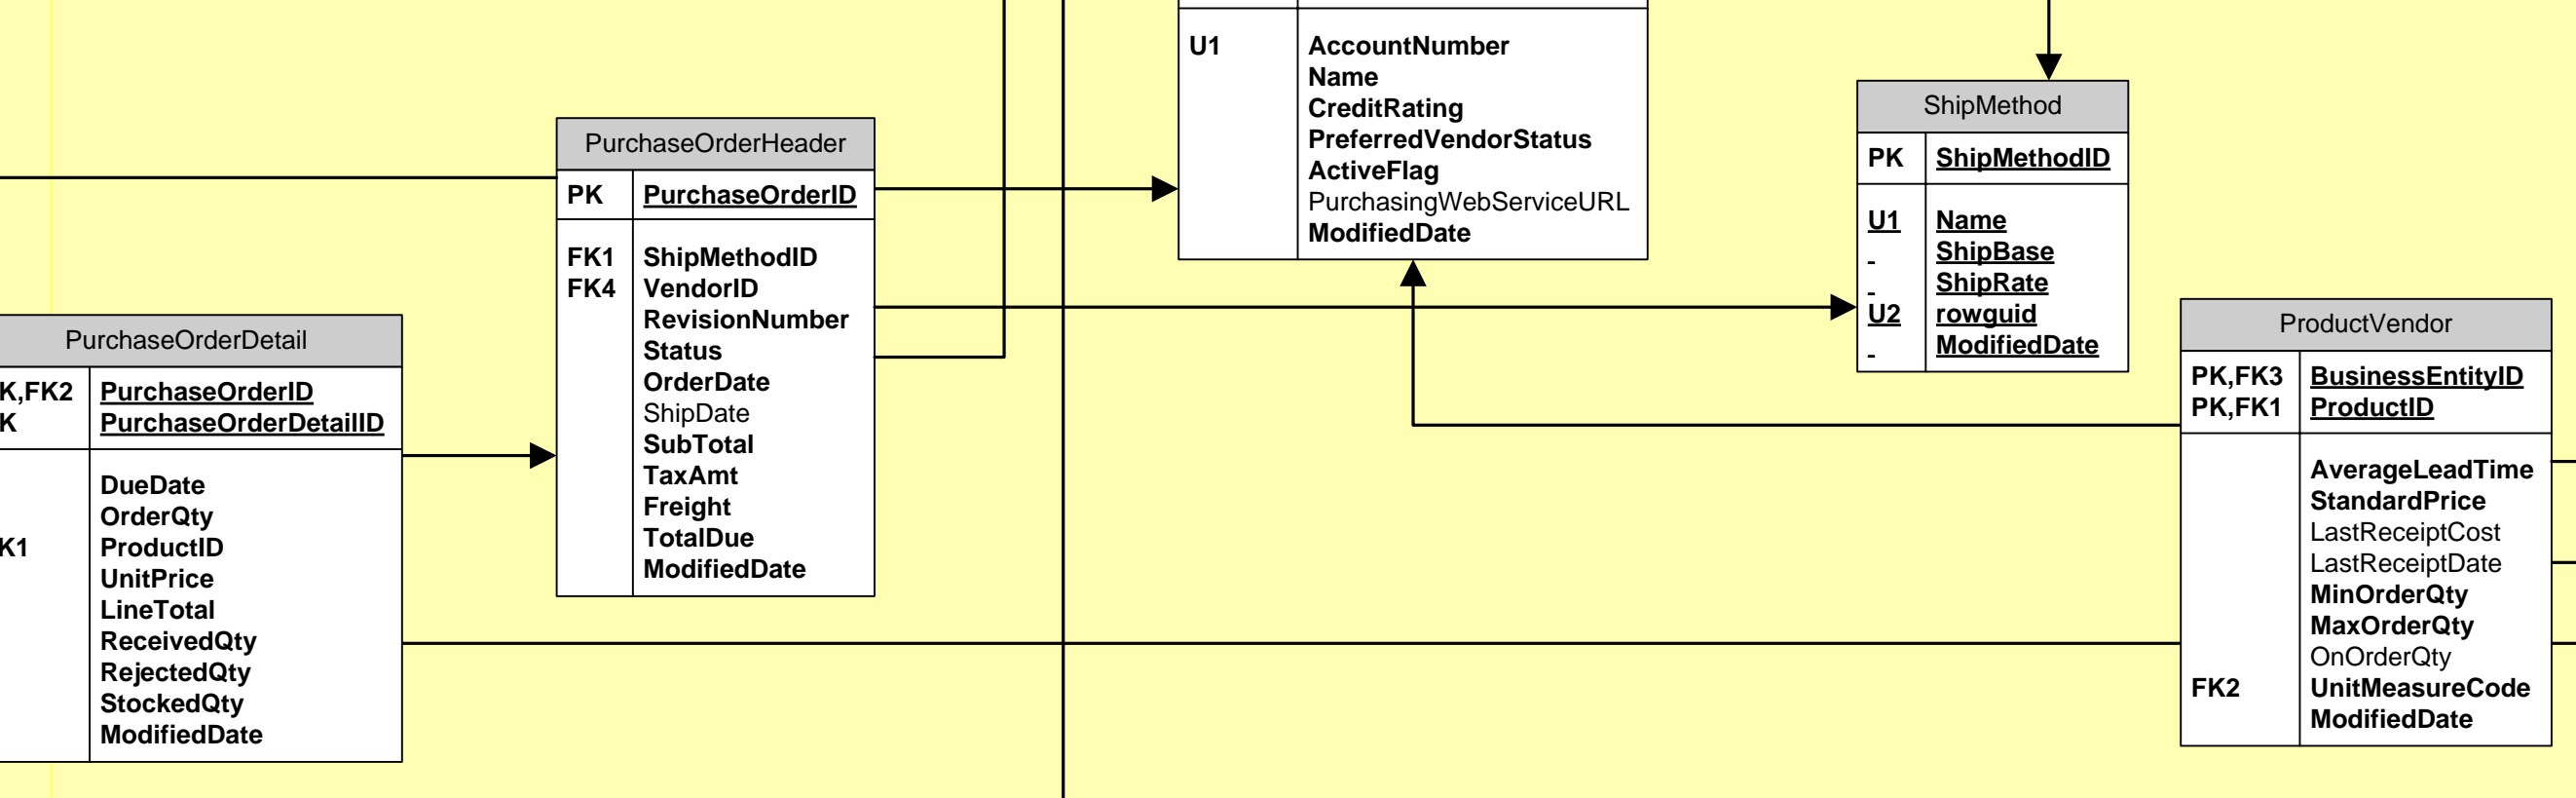 U1 AccountNumber
Name
CreditRating
PreferredVendorStatus
ActiveFlag
PurchasingWebServiceURL
ModifiedDate
ShipMethod
PK ShipMethodID
U1 Name
- ShipBase
- ShipRate
U2 rowguid
- ModifiedDate
PurchaseOrderHeader
PK PurchaseOrderID
FK1 ShipMethodID
FK4 VendorID
RevisionNumber
Status
OrderDate
ShipDate
SubTotal
TaxAmt
Freight
TotalDue
ModifiedDate
PurchaseOrderDetail
K,FK2 PurchaseOrderID
K PurchaseOrderDetailID
DueDate
OrderQty
K1 ProductID
UnitPrice
LineTotal
ReceivedQty
RejectedQty
StockedQty
ModifiedDate
ProductVendor
PK,FK3 BusinessEntityID
PK,FK1 ProductID
AverageLeadTime
StandardPrice
LastReceiptCost
LastReceiptDate
MinOrderQty
MaxOrderQty
OnOrderQty
FK2 UnitMeasureCode
ModifiedDate